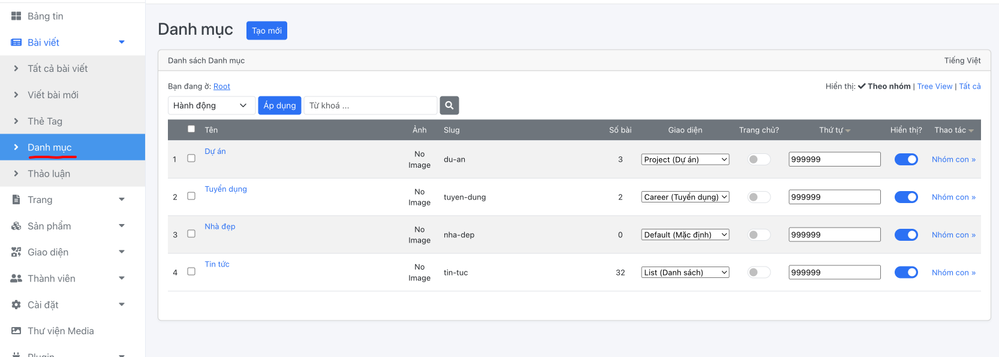 Bảng tin
Bài viết
Tất cả bài viết
Viết bài mới
Thẻ Tag
Danh mục
Thảo luận
Trang
Sản phẩm
Giao diện
Thành viên
Cài đặt
Thư viện Media
Plugin
Danh mục Tạo mới
Danh sách Danh mục Tiếng Việt
Bạn đang ở: Root Hiển thị: ✔ Theo nhóm | Tree View | Tất cả
Hành động Áp dụng Từ khoá ...
Tên Ảnh Slug Số bài Giao diện Trang chủ? Thứ tự Hiển thị? Thao tác
1 Dự án No Image du-an 3 Project (Dự án) 999999 Nhóm con »
2 Tuyển dụng No Image tuyen-dung 2 Career (Tuyển dụng) 999999 Nhóm con »
3 Nhà đẹp No Image nha-dep 0 Default (Mặc định) 999999 Nhóm con »
4 Tin tức No Image tin-tuc 32 List (Danh sách) 999999 Nhóm con »